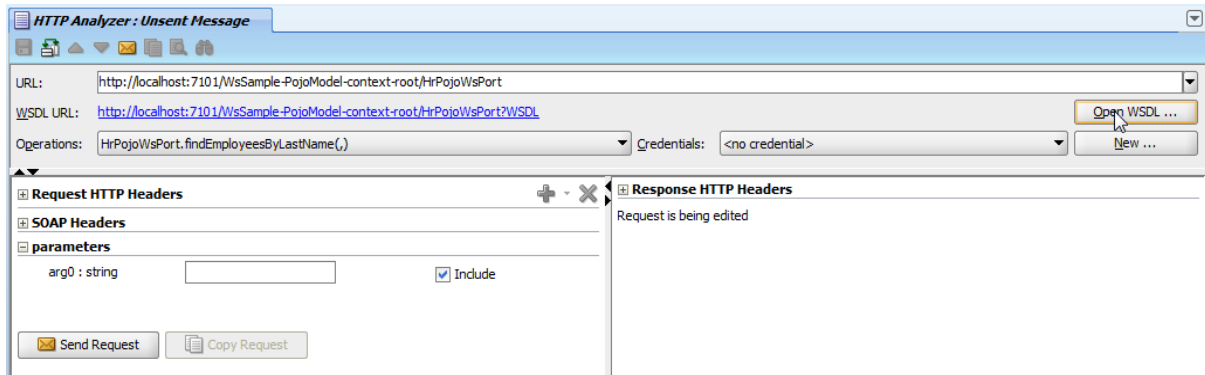 HTTP Analyzer : Unsent Message
URL: http://localhost:7101/WsSample-PojoModel-context-root/HrPojoWsPort
WSDL URL: http://localhost:7101/WsSample-PojoModel-context-root/HrPojoWsPort?WSDL Open WSDL ...
Operations: HrPojoWsPort.findEmployeesByLastName(,) Credentials: <no credential> New ...
Request HTTP Headers
SOAP Headers
parameters
arg0 : string Include
Send Request Copy Request
Response HTTP Headers
Request is being edited